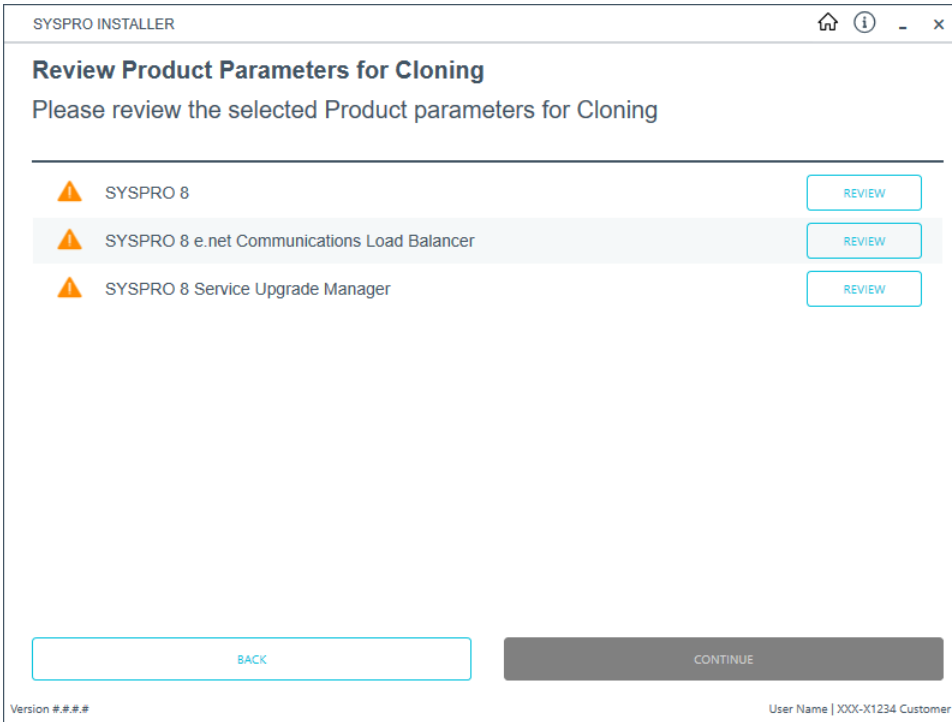 SYSPRO INSTALLER
Review Product Parameters for Cloning
Please review the selected Product parameters for Cloning
SYSPRO 8 REVIEW
SYSPRO 8 e.net Communications Load Balancer REVIEW
SYSPRO 8 Service Upgrade Manager REVIEW
BACK CONTINUE
Version #.#.#.# User Name | XXX-X1234 Customer